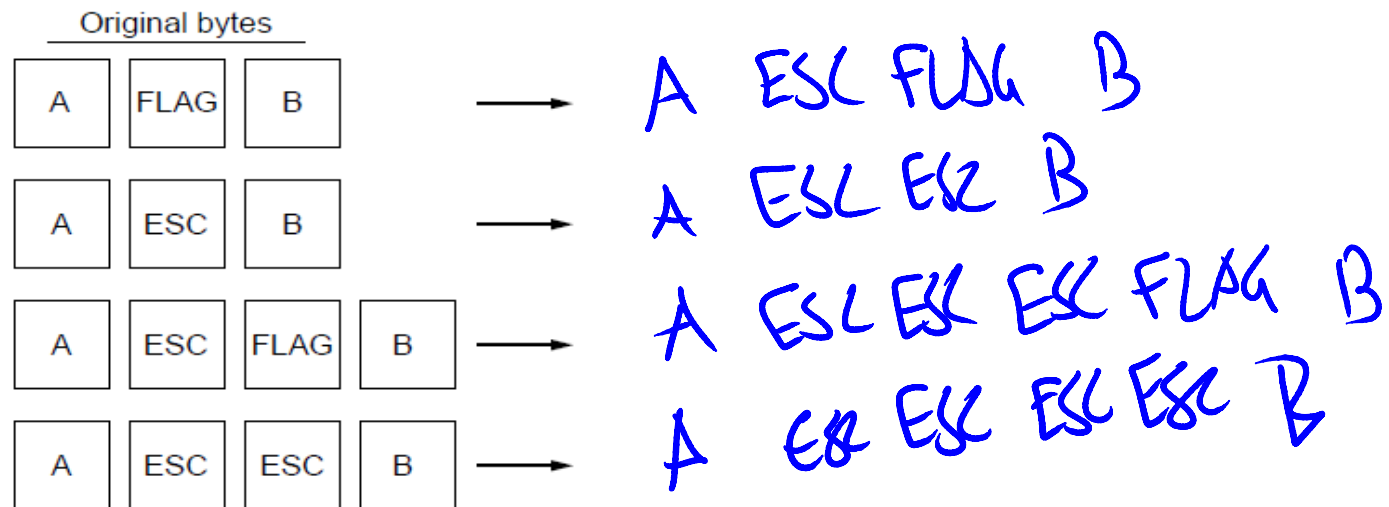 Original bytes
A FLAG B A ESC FLAG B
A ESC B A ESC ESC B
A ESC FLAG B A ESC ESC ESC FLAG B
A ESC ESC B A ESC ESC ESC ESC B